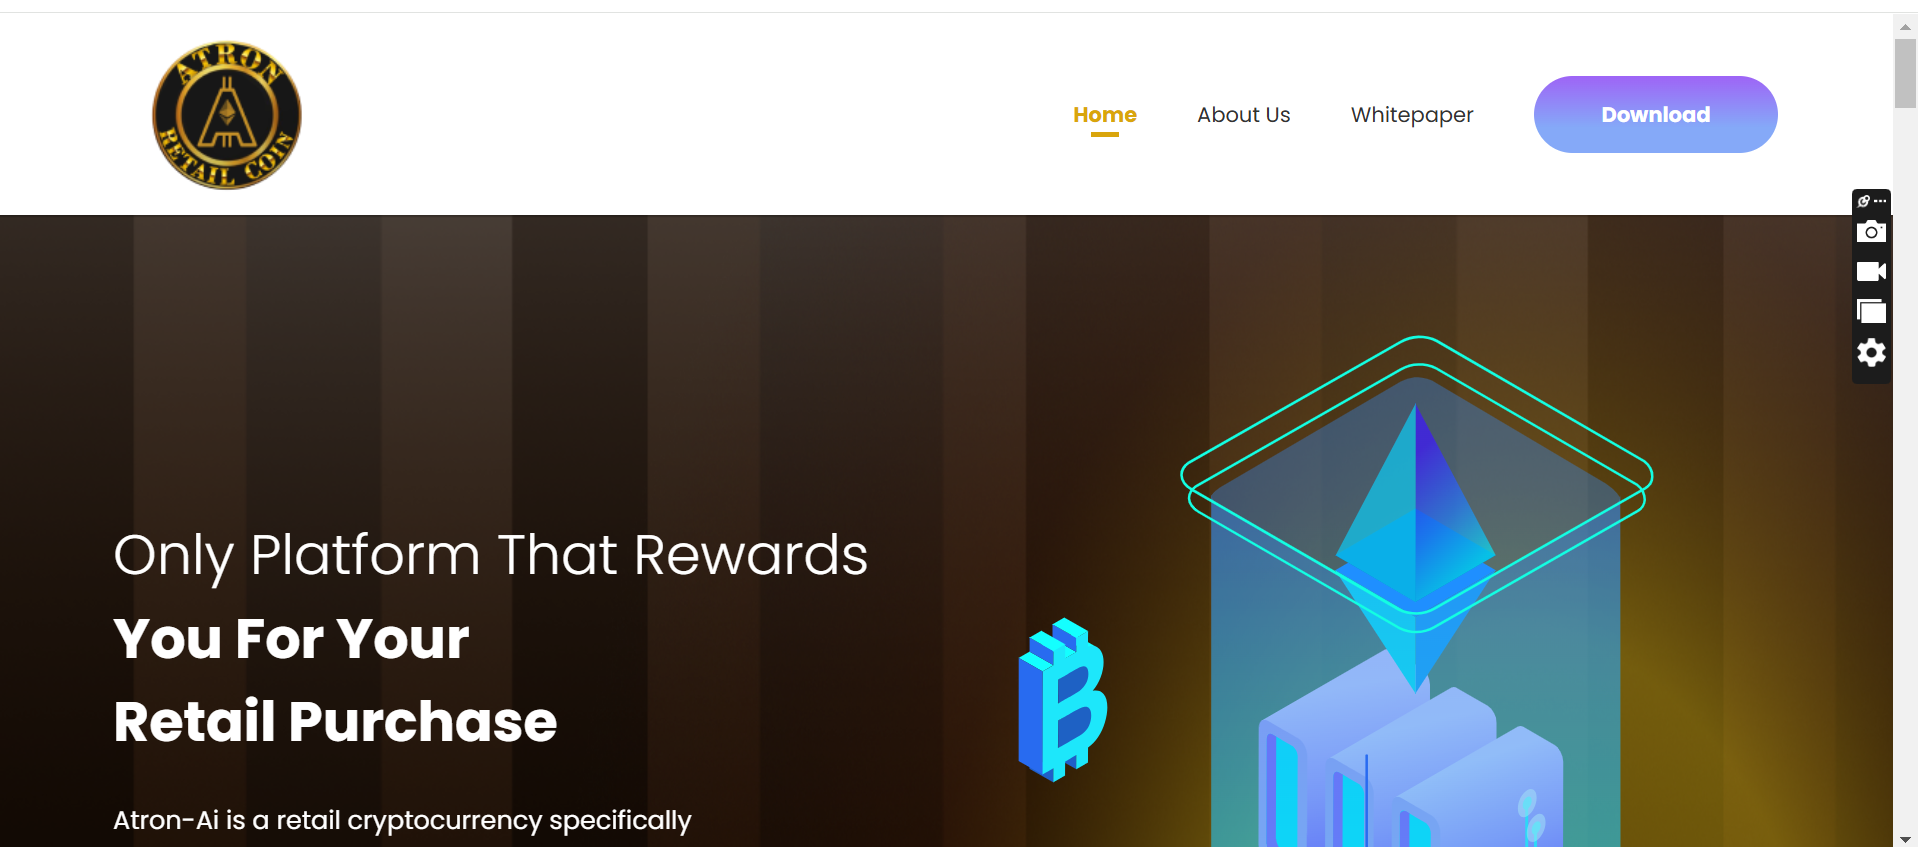 ATRON
RETAIL COIN
Home
About Us
Whitepaper
Download
Only Platform That Rewards
You For Your
Retail Purchase
Atron-Ai is a retail cryptocurrency specifically